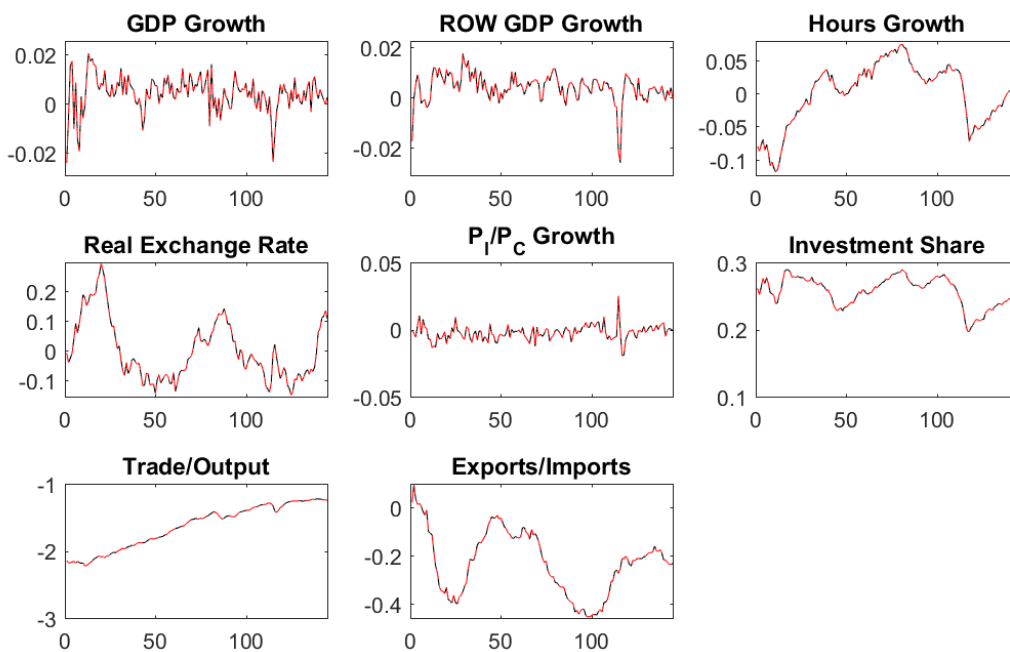 GDP Growth
0.02
0
-0.02
0 50 100
ROW GDP Growth
0.02
0
-0.02
0 50 100
Hours Growth
0.05
0
-0.05
-0.1
0 50 100
Real Exchange Rate
0.2
0.1
0
-0.1
0 50 100
P_I/P_C Growth
0.05
0
-0.05
0 50 100
Investment Share
0.3
0.2
0.1
0 50 100
Trade/Output
-1
-2
-3
0 50 100
Exports/Imports
0
-0.2
-0.4
0 50 100